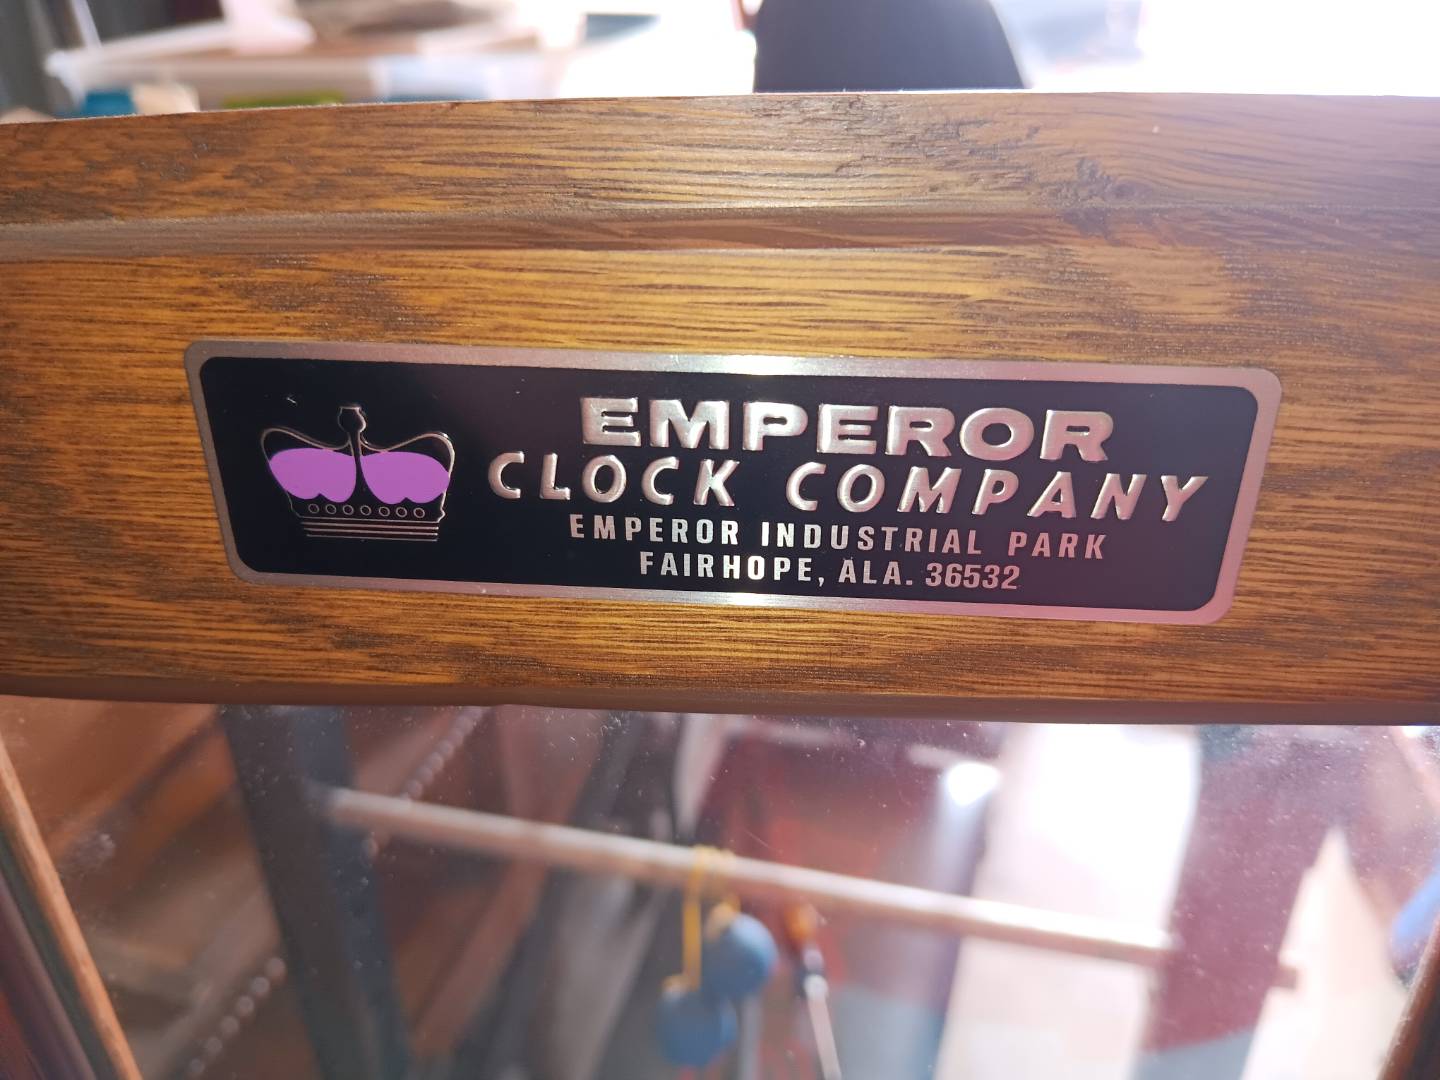 EMPEROR
CLOCK COMPANY
EMPEROR INDUSTRIAL PARK
FAIRHOPE, ALA. 36532